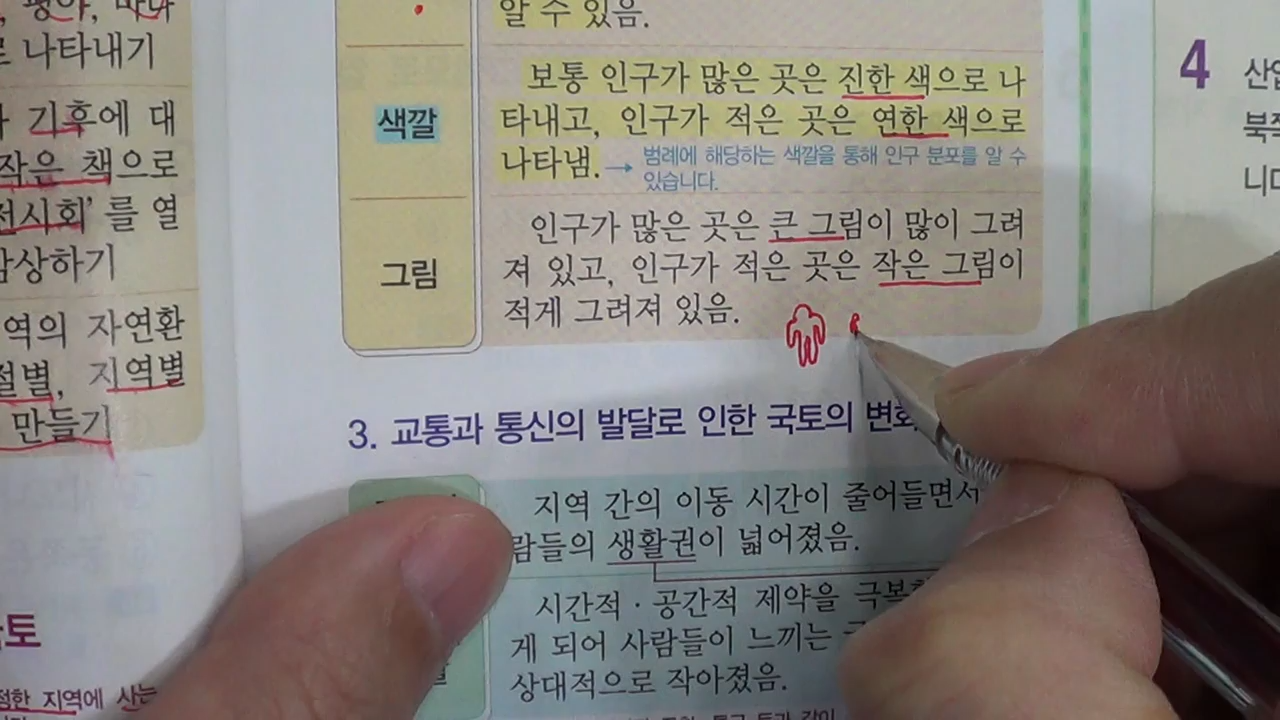 알 수 있음.
보통 인구가 많은 곳은 진한 색으로 나
색깔
타내고, 인구가 적은 곳은 연한 색으로
나타냄. → 범례에 해당하는 색깔을 통해 인구 분포를 알 수
있습니다.
인구가 많은 곳은 큰 그림이 많이 그려
그림
져 있고, 인구가 적은 곳은 작은 그림이
적게 그려져 있음.
3. 교통과 통신의 발달로 인한 국토의
지역 간의 이동 시간이 줄어들면서
람들의 생활권이 넓어졌음.
시간적·공간적 제약을
게 되어 사람들이 느끼는
상대적으로 작아졌음.
나타내기
기후에 대
작은 책으로
전시회'를 열
감상하기
역의 자연환
절별, 지역별
만들기
토
지역에 사는
4